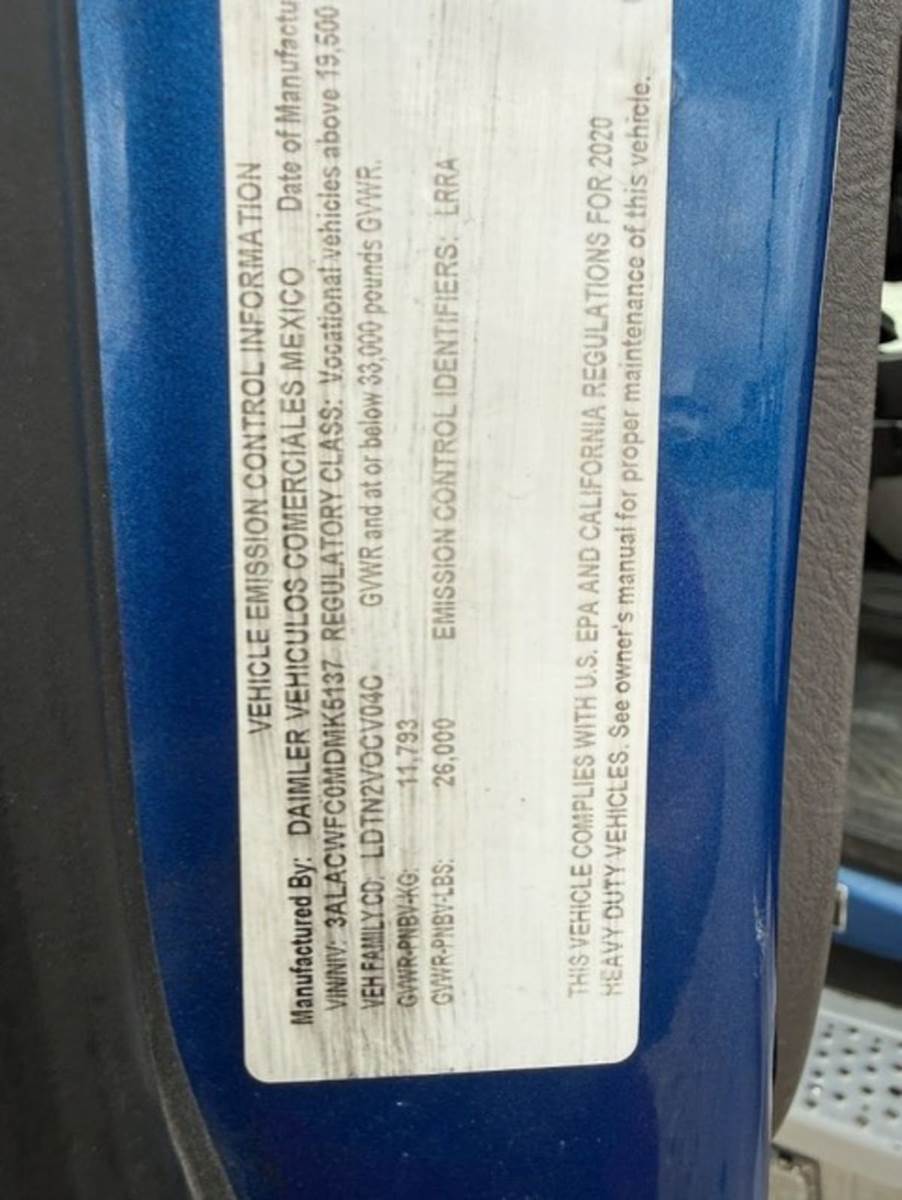 VEHICLE EMISSION CONTROL INFORMATION
Manufactured By: DAIMLER VEHICULOS COMERCIALES MEXICO Date of Manufactu
VIN/NIV: 3ALACWFC0MDMK5137 REGULATORY CLASS: Vocational vehicles above 19,500
VEH FAMILY CD. LDTN2VOCV04C GVWR and at or below 33,000 pounds GVWR.
GVWR-PNBV-KG: 11,793
GVWR-PNBV-LBS: 26,000 EMISSION CONTROL IDENTIFIERS: LRRA
THIS VEHICLE COMPLIES WITH U.S. EPA AND CALIFORNIA REGULATIONS FOR 2020
HEAVY DUTY VEHICLES. See owner's manual for proper maintenance of this vehicle.